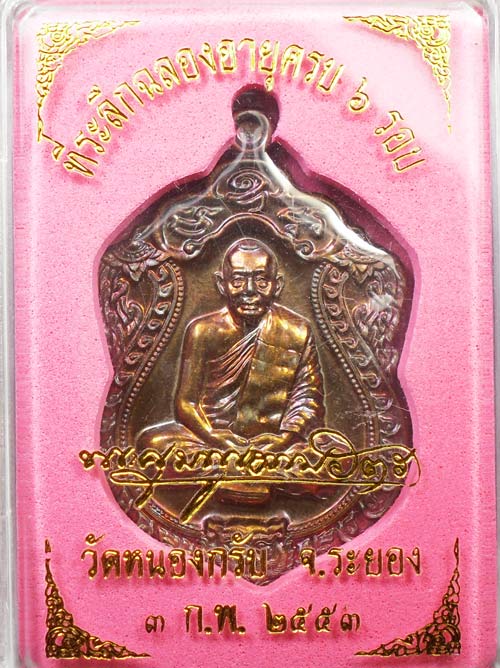 ที่ระลึกฉลองอายุครบ ๖ รอบ
วัดหนองกรับ จ.ระยอง
๓ ก.พ. ๒๕๕๓